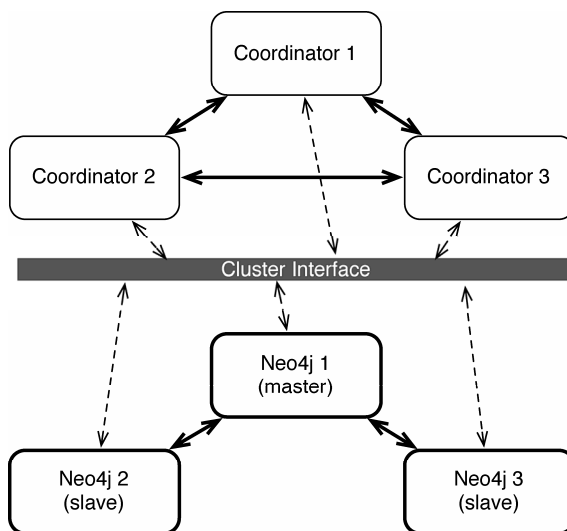 Coordinator 1
Coordinator 2
Coordinator 3
Cluster Interface
Neo4j 1
(master)
Neo4j 2
(slave)
Neo4j 3
(slave)